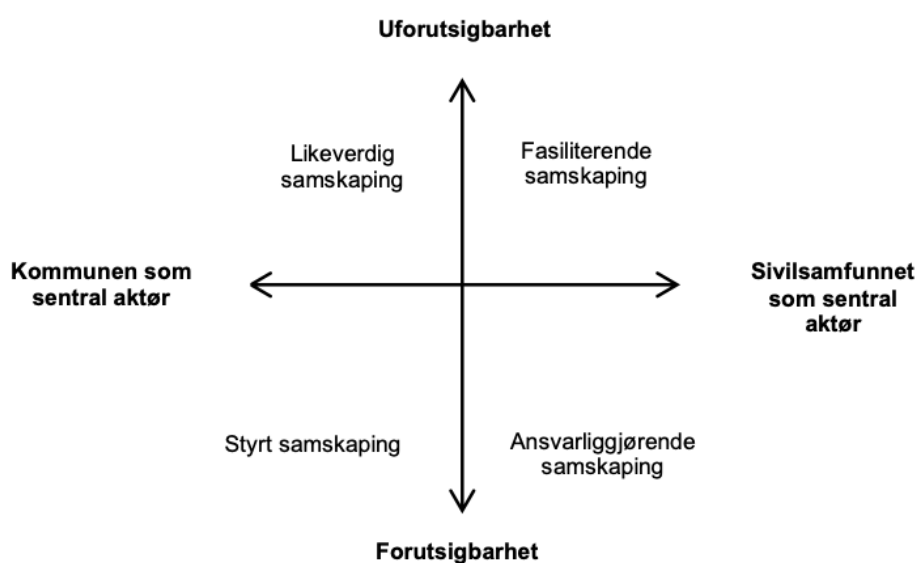 Uforutsigbarhet
Likeverdig
samskaping
Fasiliterende
samskaping
Kommunen som
sentral aktør
Sivilsamfunnet
som sentral
aktør
Styrt samskaping
Ansvarliggjørende
samskaping
Forutsigbarhet